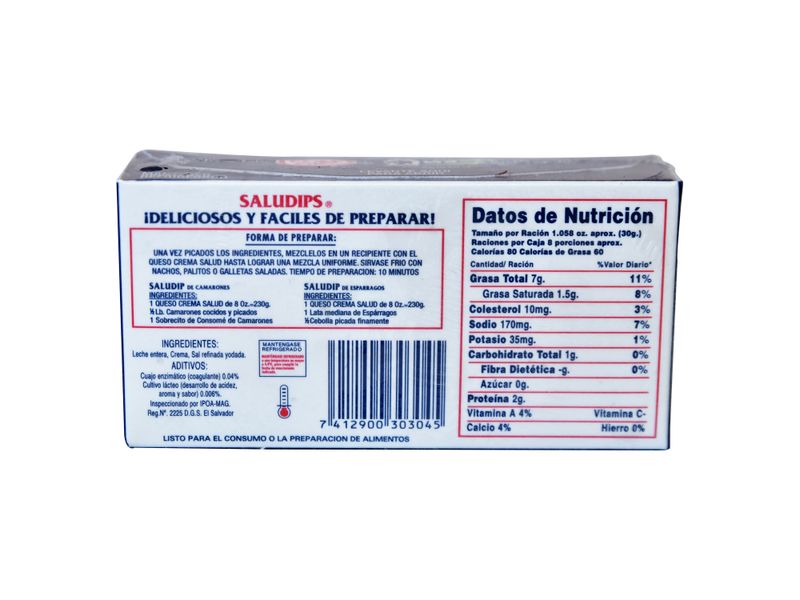 SALUDIPS®
¡DELICIOSOS Y FACILES DE PREPARAR!
FORMA DE PREPARAR:
UNA VEZ PICADOS LOS INGREDIENTES, MEZCLELOS EN UN RECIPIENTE CON EL
QUESO CREMA SALUD HASTA LOGRAR UNA MEZCLA UNIFORME. SIRVASE FRIO CON
NACHOS, PALITOS O GALLETAS SALADAS. TIEMPO DE PREPARACION: 10 MINUTOS
SALUDIP DE CAMARONES
INGREDIENTES:
1 QUESO CREMA SALUD DE 8 Oz.-230g.
½Lb. Camarones cocidos y picados
1 Sobrecito de Consomé de Camarones
SALUDIP DE ESPARRAGOS
INGREDIENTES:
1 QUESO CREMA SALUD DE 8 Oz.-230g.
1 Lata mediana de Espárragos
½Cebolla picada finamente
INGREDIENTES:
Leche entera, Crema, Sal refinada yodada.
ADITIVOS:
Cuajo enzimático (coagulante) 0.04%
Cultivo lácteo (desarrollo de acidez,
aroma y sabor) 0.006%.
Inspeccionado por IPOA-MAG.
Reg.Nº. 2225 D.G.S. El Salvador
MANTENGASE
REFRIGERADO
MANTENGASE REFRIGERADO
7 412900 303045
LISTO PARA EL CONSUMO O LA PREPARACION DE ALIMENTOS
Datos de Nutrición
Tamaño por Ración 1.058 oz. aprox. (30g.)
Raciones por Caja 8 porciones aprox.
Calorías 80 Calorías de Grasa 60
Cantidad/ Ración %Valor Diario*
Grasa Total 7g. 11%
Grasa Saturada 1.5g. 8%
Colesterol 10mg. 3%
Sodio 170mg. 7%
Potasio 35mg. 1%
Carbohidrato Total 1g. 0%
Fibra Dietética -g. 0%
Azúcar 0g.
Proteína 2g.
Vitamina A 4% Vitamina C-
Calcio 4% Hierro 0%